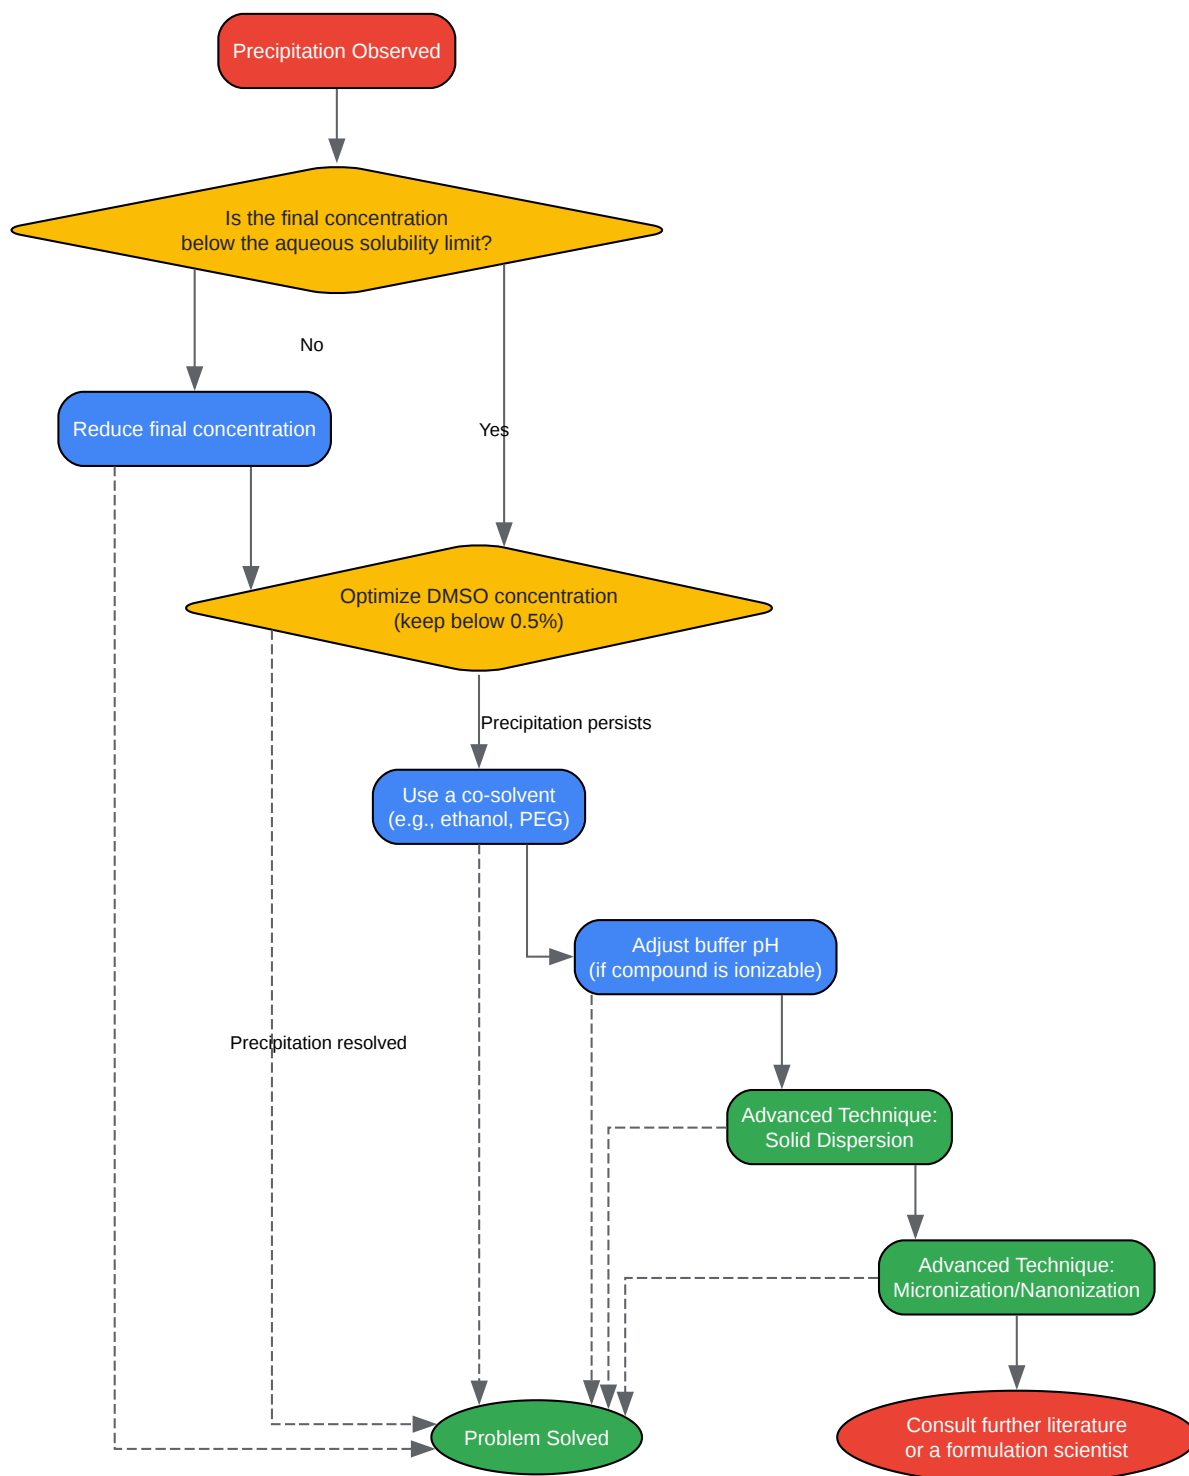 Precipitation Observed
Is the final concentration
below the aqueous solubility limit?
No
Reduce final concentration
Yes
Optimize DMSO concentration
(keep below 0.5%)
Precipitation persists
Use a co-solvent
(e.g., ethanol, PEG)
Adjust buffer pH
(if compound is ionizable)
Precipitation resolved
Advanced Technique:
Solid Dispersion
Advanced Technique:
Micronization/Nanonization
Problem Solved
Consult further literature
or a formulation scientist